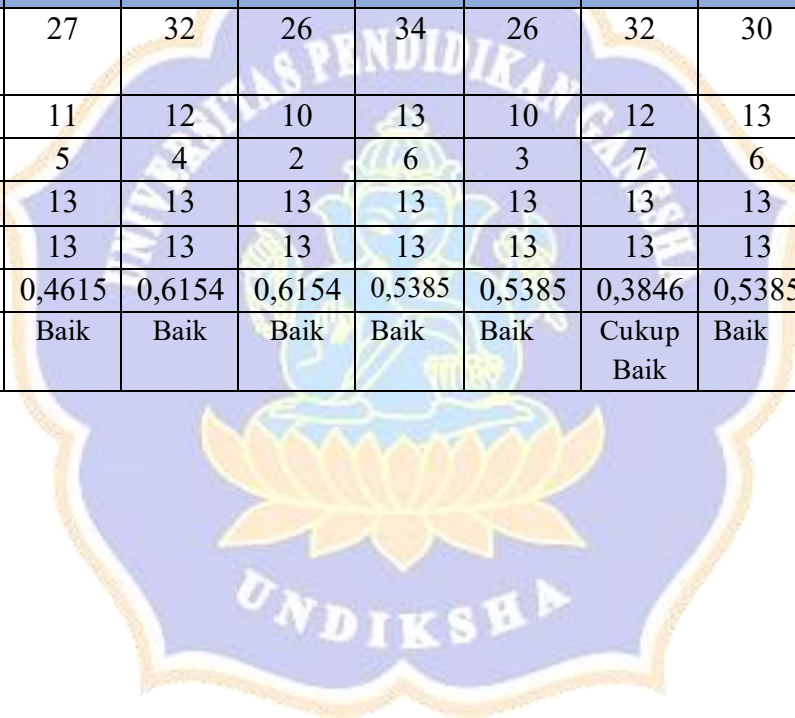 27 32 26 34 26 32 30
11 12 10 13 10 12 13
5 4 2 6 3 7 6
13 13 13 13 13 13 13
13 13 13 13 13 13 13
0,4615 0,6154 0,6154 0,5385 0,5385 0,3846 0,5385
Baik Baik Baik Baik Baik Cukup Baik Baik
UNIVERSITAS PENDIDIKAN GANESHA
UNDIKSHA